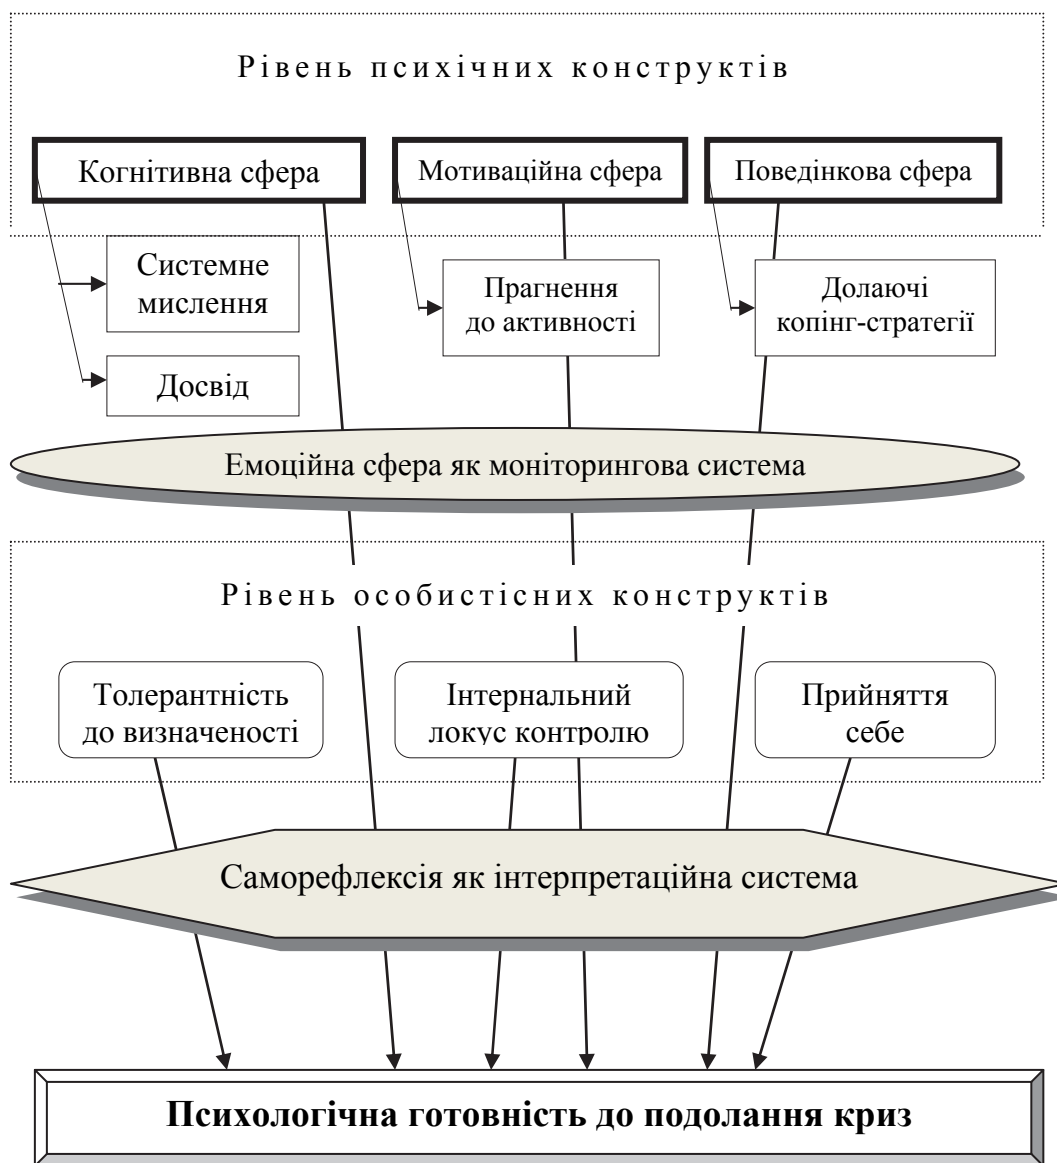 Рівень психічних конструктів
Когнітивна сфера
Мотиваційна сфера
Поведінкова сфера
Системне
мислення
Прагнення
до активності
Долаючі
копінг-стратегії
Досвід
Емоційна сфера як моніторингова система
Рівень особистісних конструктів
Толерантність
до визначеності
Інтернальний
локус контролю
Прийняття
себе
Саморефлексія як інтерпретаційна система
Психологічна готовність до подолання криз